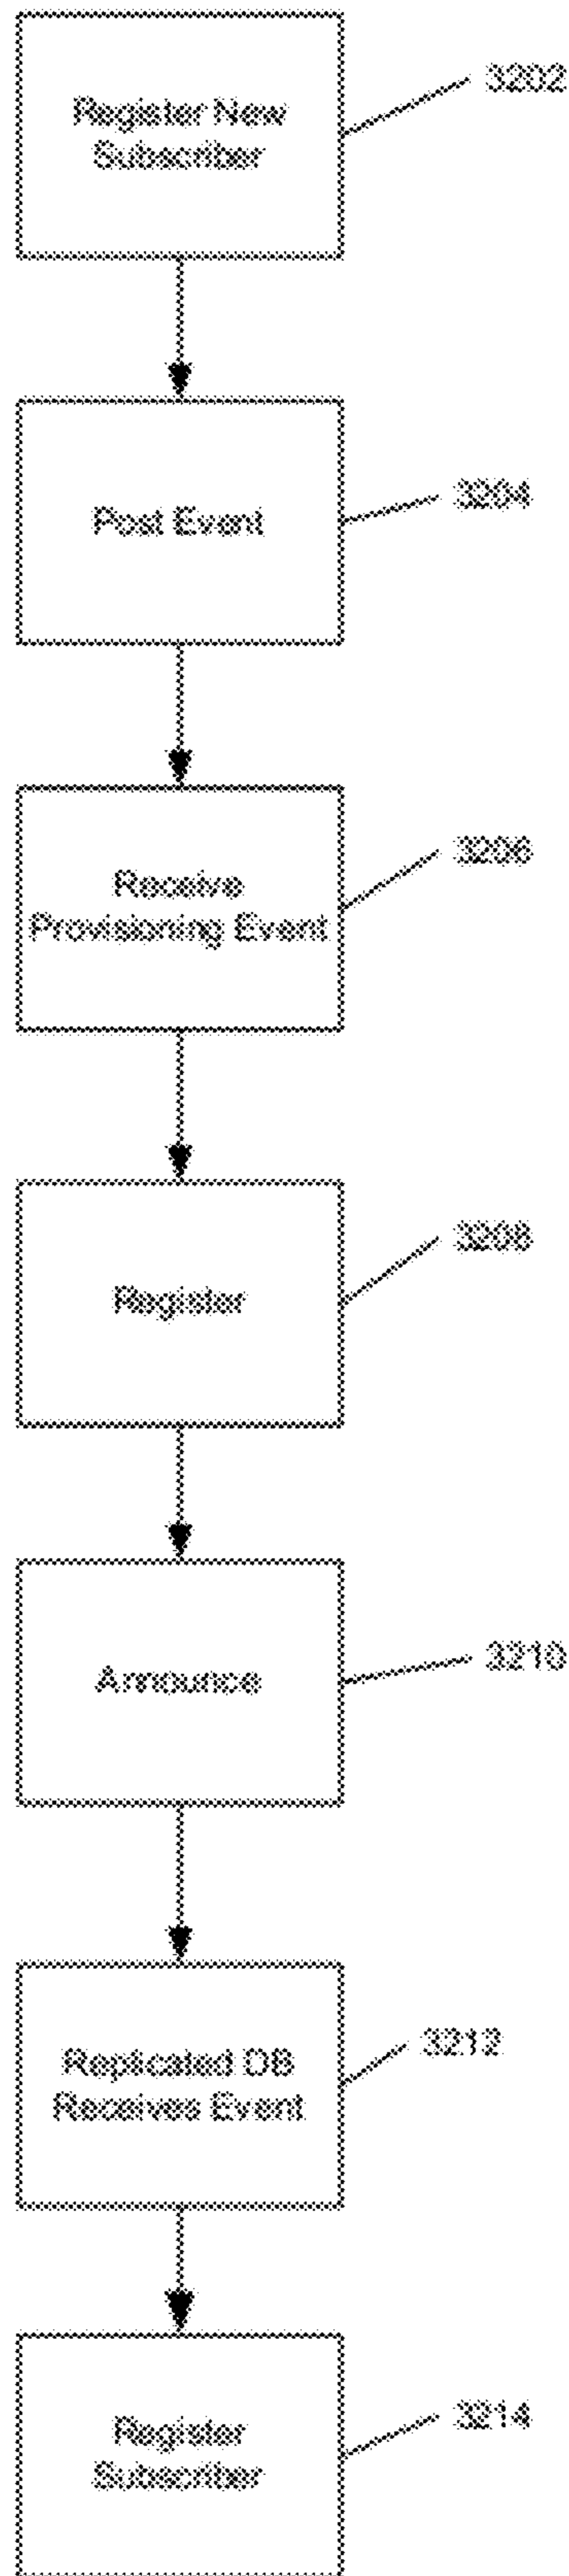 Register New
Subscriber
3202
Post Event
3204
Receive
Provisioning Event
3206
Register
3208
Announce
3210
Replicated DB
Receives Event
3212
Register
Subscriber
3214